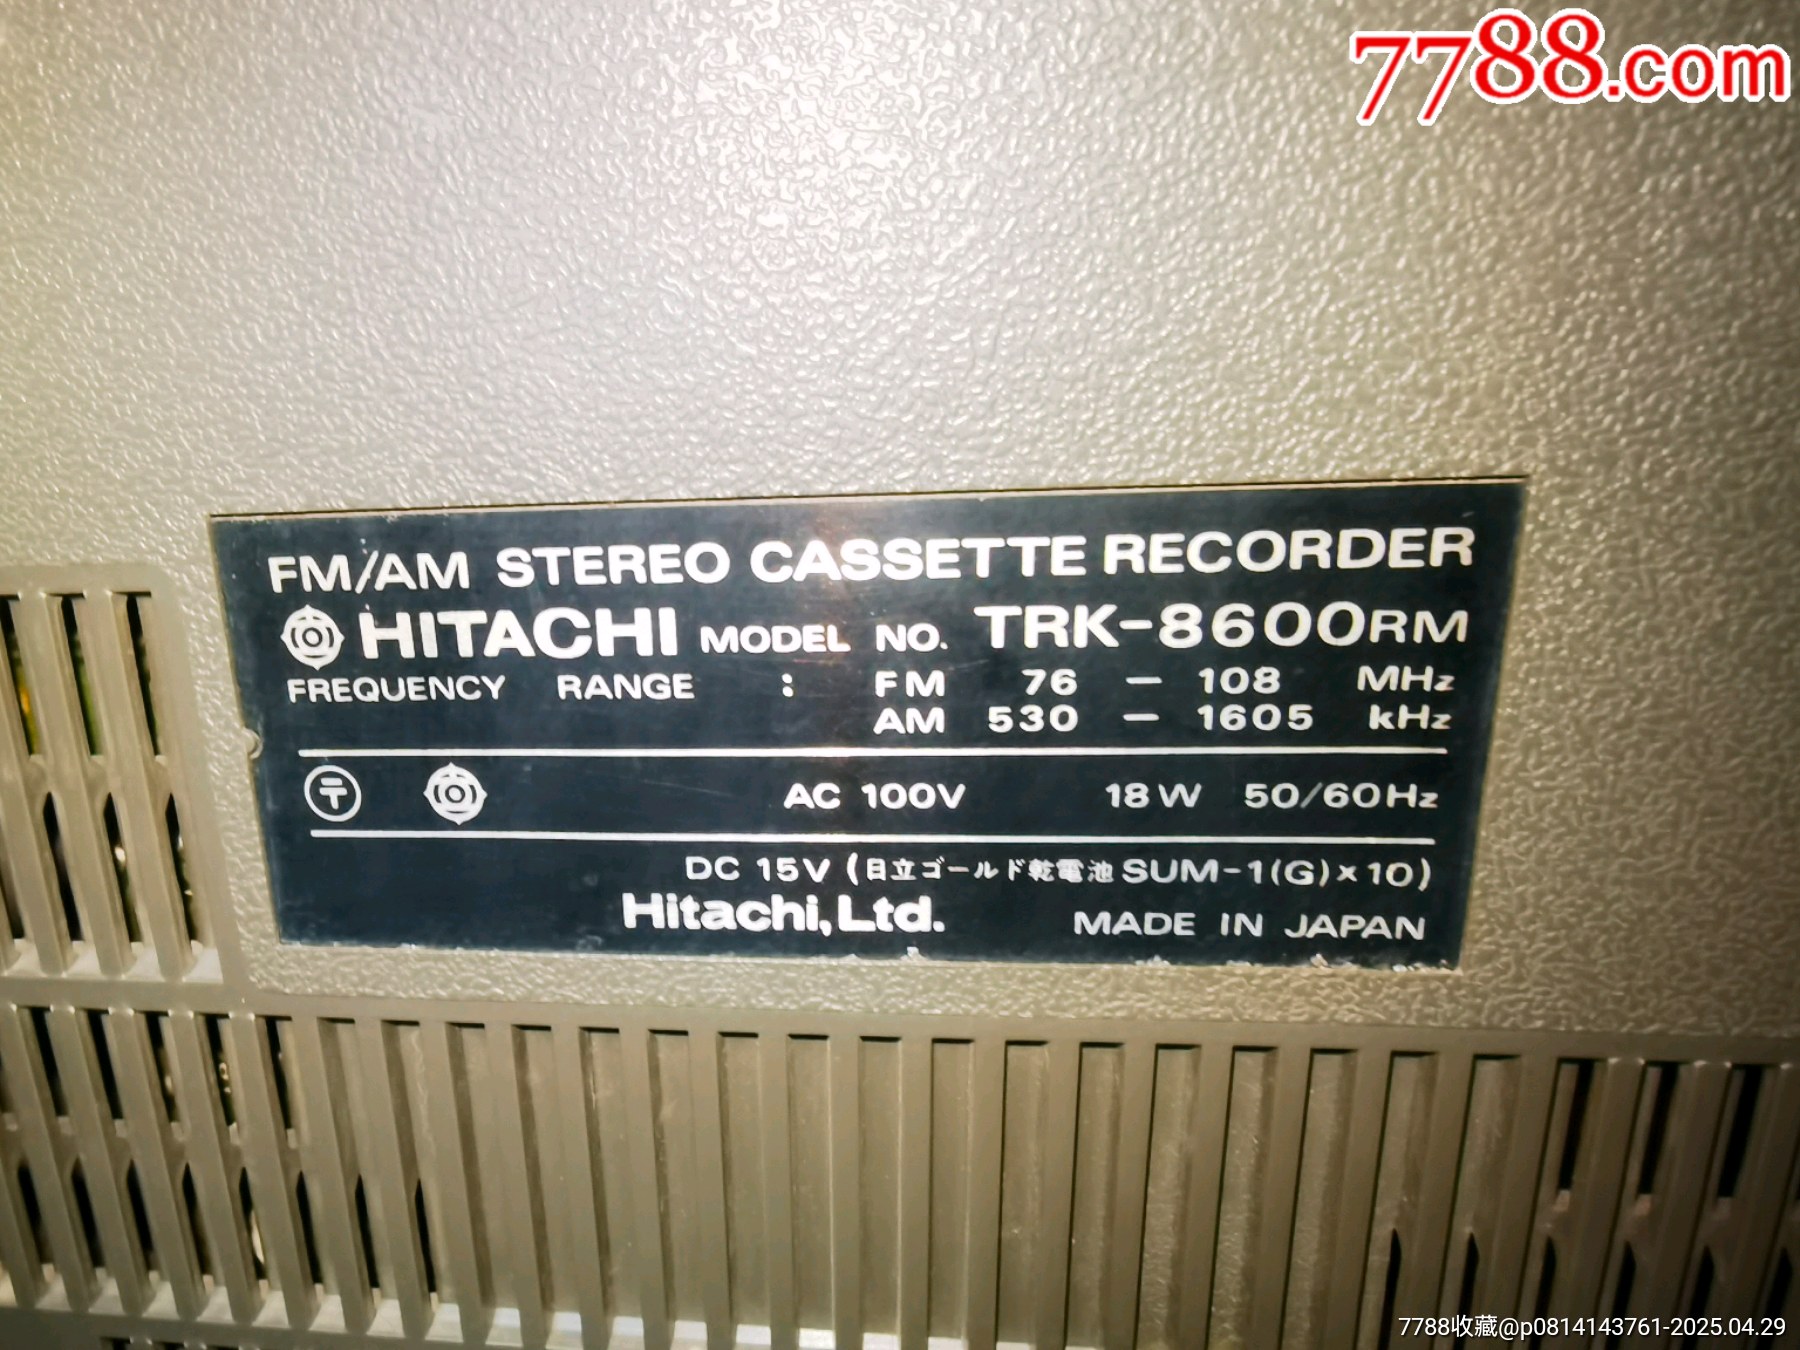 7788.com
FM/AM STEREO CASSETTE RECORDER
HITACHI MODEL NO. TRK-8600RM
FREQUENCY RANGE : FM 76 - 108 MHz
AM 530 - 1605 kHz
〒 AC 100V 18W 50/60Hz
DC 15V (日立ゴールド乾電池 SUM-1(G)×10)
Hitachi, Ltd. MADE IN JAPAN
7788收藏@p0814143761-2025.04.29